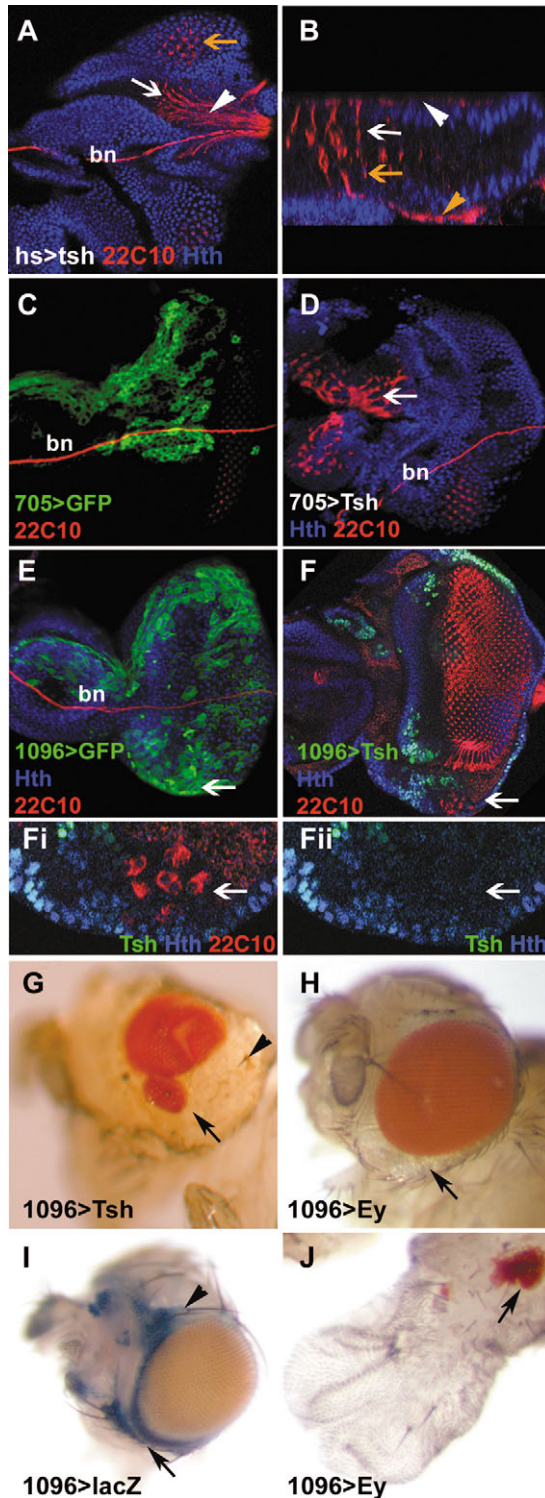 A
bn
hs>tsh 22C10 Hth
B
C
bn
705>GFP
22C10
D
bn
705>Tsh
Hth 22C10
E
bn
1096>GFP
Hth
22C10
F
1096>Tsh
Hth
22C10
Fi
Tsh Hth 22C10
Fii
Tsh Hth
G
1096>Tsh
H
1096>Ey
I
1096>lacZ
J
1096>Ey